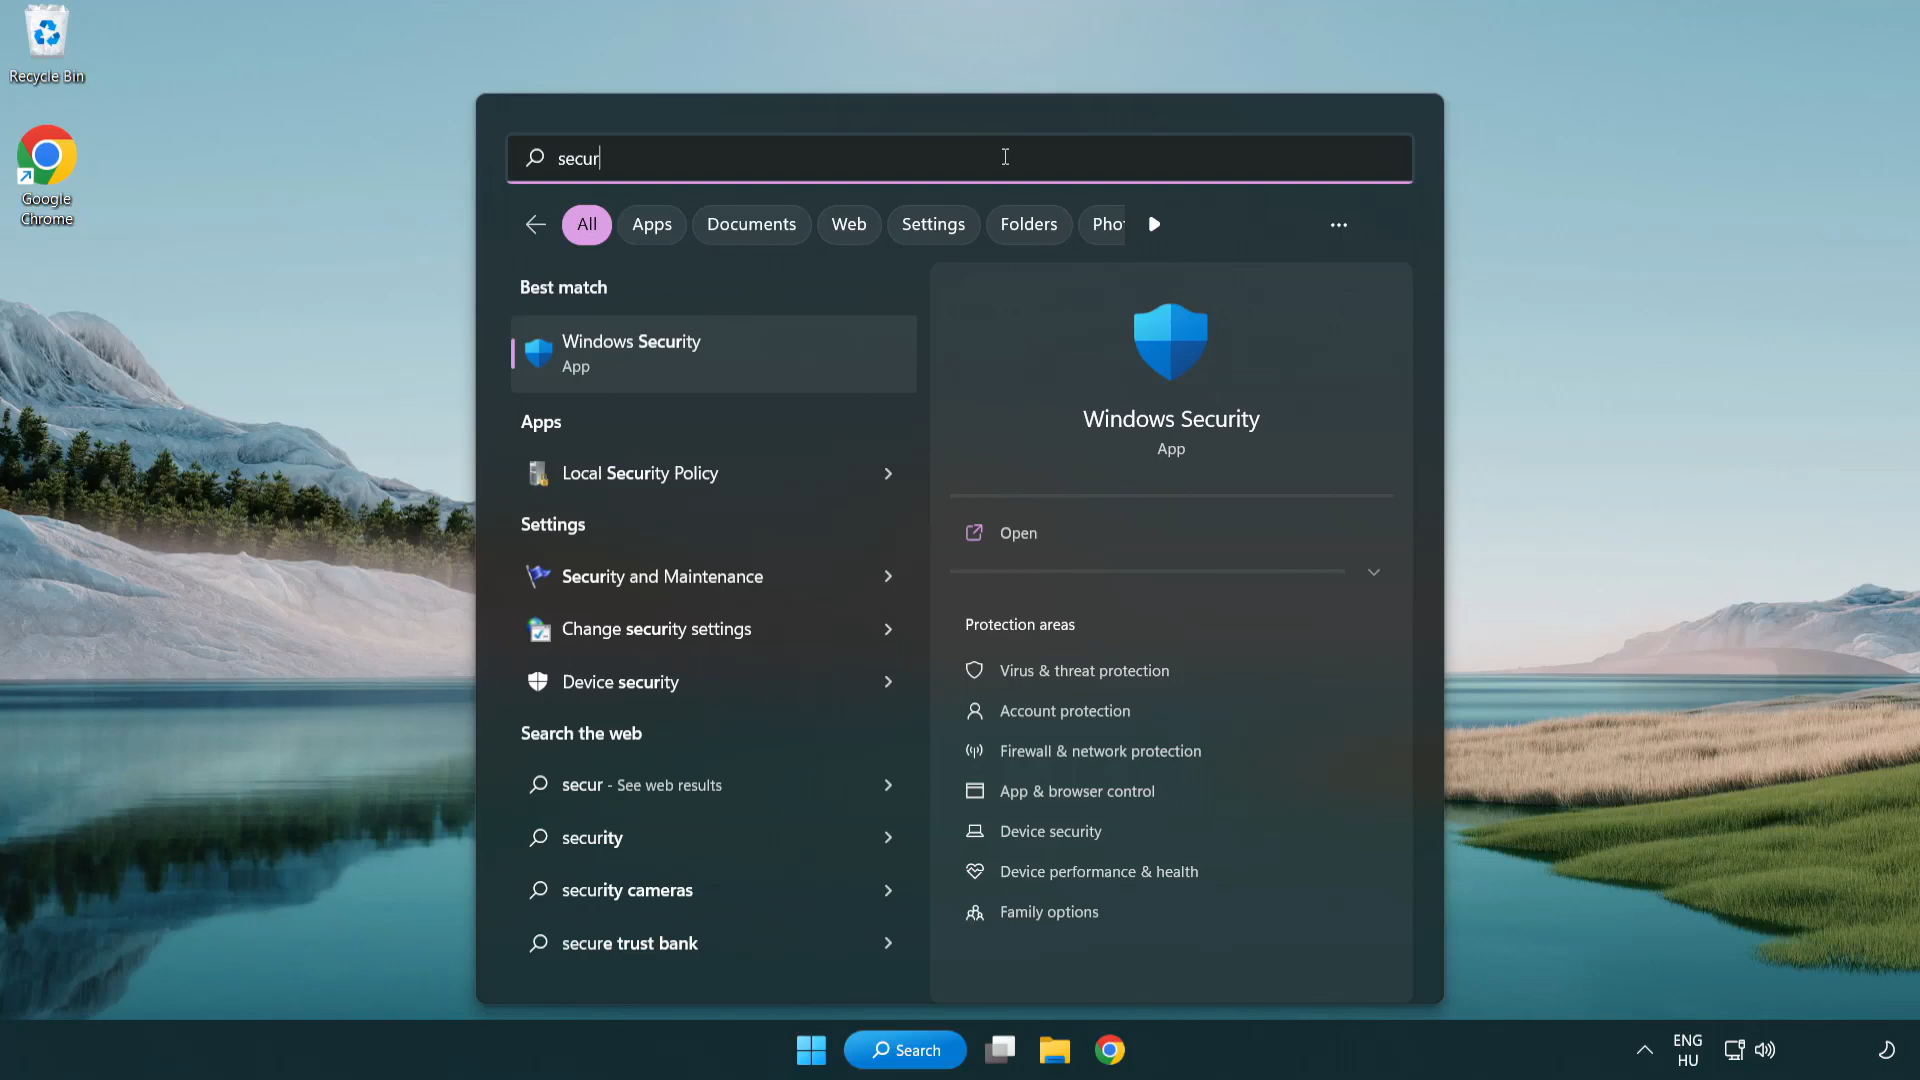 Recycle Bin
Google
Chrome
secur
All
Apps
Documents
Web
Settings
Folders
Pho
Best match
Windows Security
App
Apps
Local Security Policy
Settings
Security and Maintenance
Change security settings
Device security
Search the web
secur - See web results
security
security cameras
secure trust bank
Windows Security
App
Open
Protection areas
Virus & threat protection
Account protection
Firewall & network protection
App & browser control
Device security
Device performance & health
Family options
Search
ENG
HU